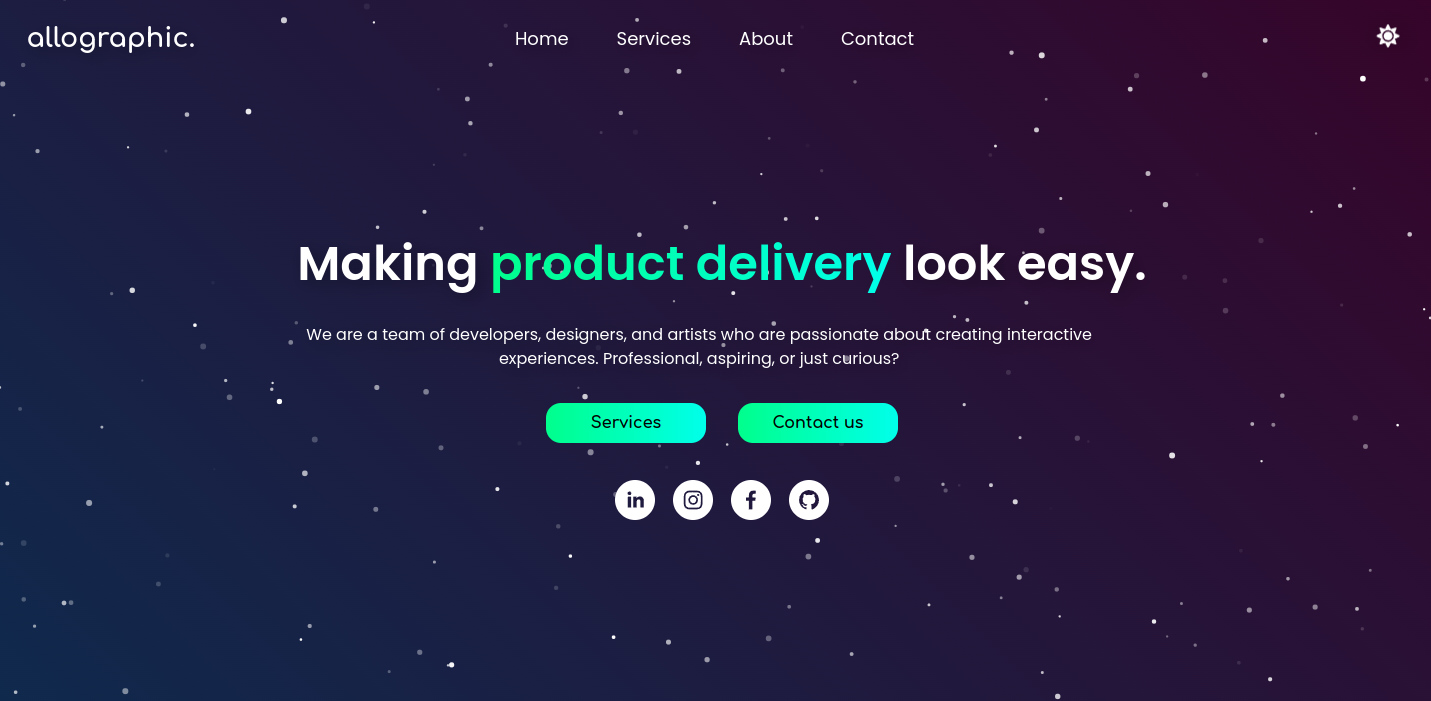 allographic.
Home Services About Contact
Making product delivery look easy.
We are a team of developers, designers, and artists who are passionate about creating interactive
experiences. Professional, aspiring, or just curious?
Services Contact us